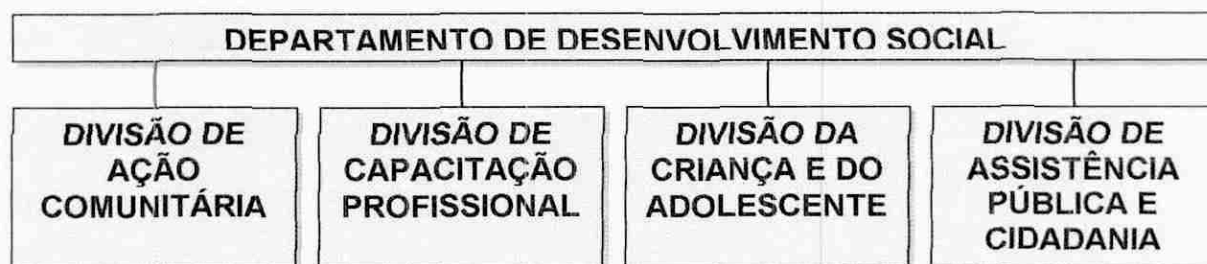 DEPARTAMENTO DE DESENVOLVIMENTO SOCIAL
DIVISÃO DE
AÇÃO
COMUNITÁRIA
DIVISÃO DE
CAPACITAÇÃO
PROFISSIONAL
DIVISÃO DA
CRIANÇA E DO
ADOLESCENTE
DIVISÃO DE
ASSISTÊNCIA
PÚBLICA E
CIDADANIA